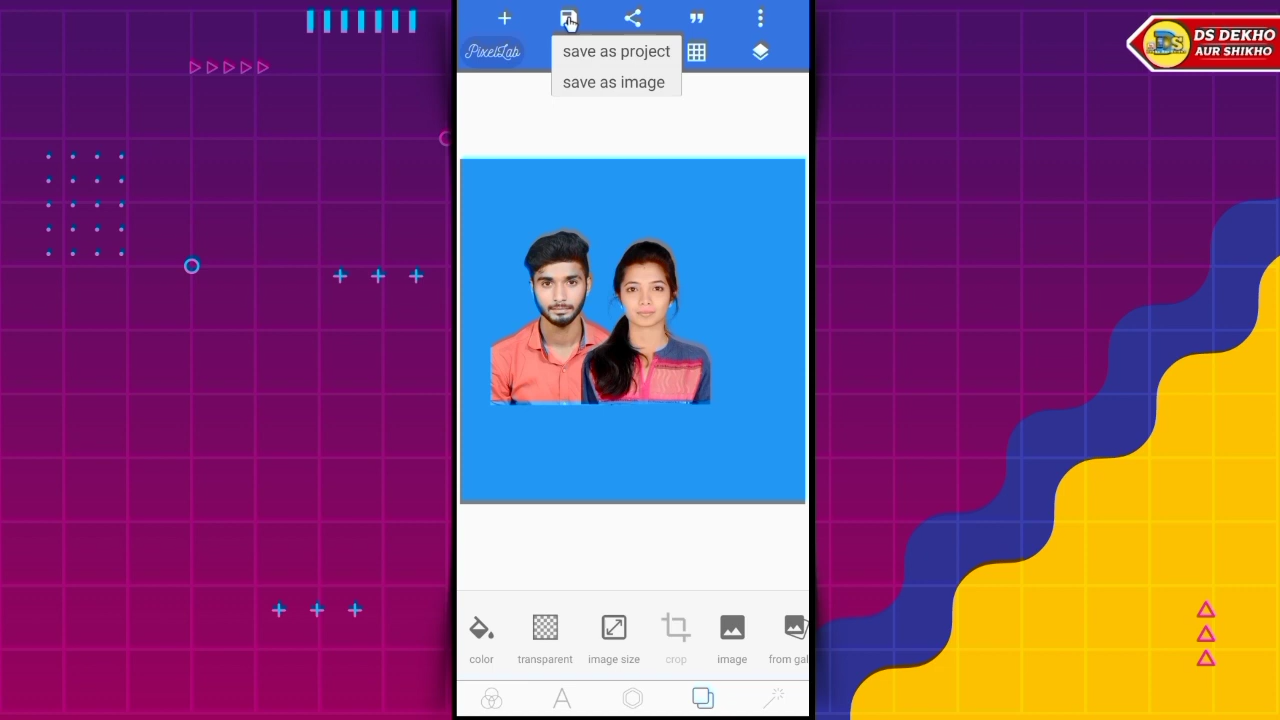 DS DEKHO
AUR SHIKHO
PixelLab
save as project
save as image
color
transparent
image size
crop
image
from gal